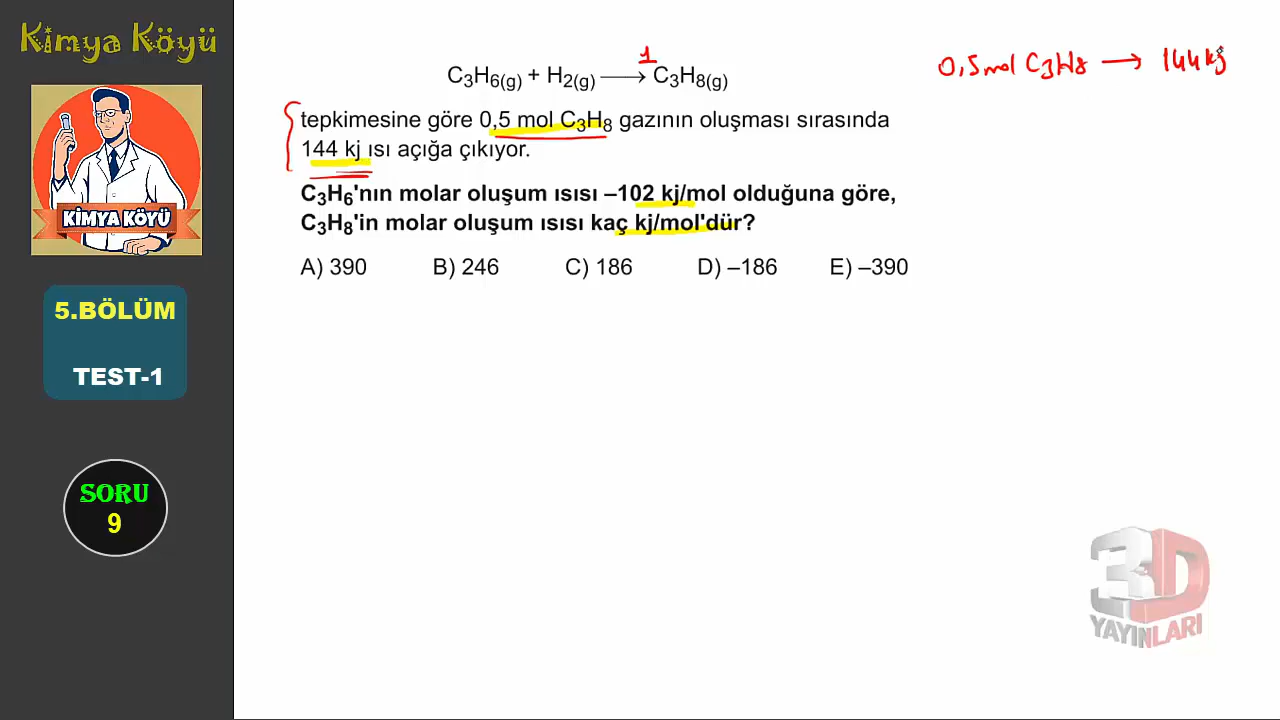 Kimya Köyü
KİMYA KÖYÜ
5.BÖLÜM
TEST-1
SORU
9
1
C₃H₆(g) + H₂(g) ⟶ C₃H₈(g)
0,5 mol C₃H₈ → 144 kj
tepkimesine göre 0,5 mol C₃H₈ gazının oluşması sırasında
144 kj ısı açığa çıkıyor.
C₃H₆'nın molar oluşum ısısı –102 kj/mol olduğuna göre,
C₃H₈'in molar oluşum ısısı kaç kj/mol'dür?
A) 390 B) 246 C) 186 D) –186 E) –390
3D
YAYINLARI